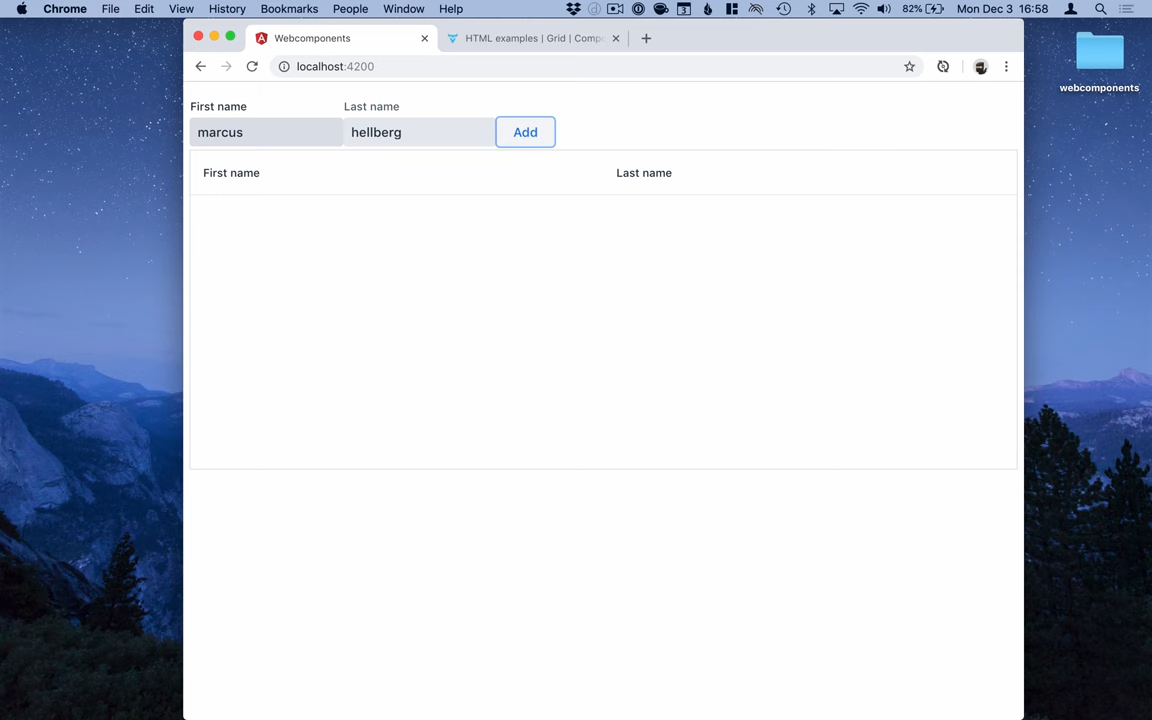 Chrome File Edit View History Bookmarks People Window Help 82% Mon Dec 3 16:58
Webcomponents
HTML examples | Grid | Comp
localhost:4200
webcomponents
First name Last name
marcus hellberg Add
First name Last name